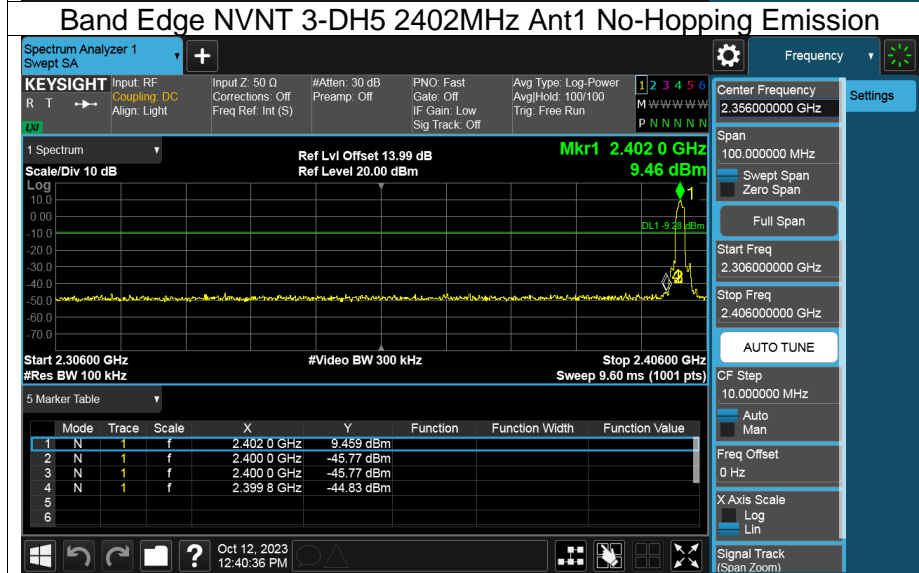 Band Edge NVNT 3-DH5 2402MHz Ant1 No-Hopping Emission
Spectrum Analyzer 1
Swept SA
+
Frequency
Settings
KEYSIGHT
R T
LXI
Input: RF
Coupling: DC
Align: Light
Input Z: 50 Ω
Corrections: Off
Freq Ref: Int (S)
#Atten: 30 dB
Preamp: Off
PNO: Fast
Gate: Off
IF Gain: Low
Sig Track: Off
Avg Type: Log-Power
Avg|Hold: 100/100
Trig: Free Run
1 2 3 4 5 6
M W W W W W
P N N N N N
1 Spectrum
Scale/Div 10 dB
Ref Lvl Offset 13.99 dB
Ref Level 20.00 dBm
Mkr1 2.402 0 GHz
9.46 dBm
Log
10.0
0.00
-10.0
-20.0
-30.0
-40.0
-50.0
-60.0
-70.0
1
DL1 -9.28 dBm
4
Start 2.30600 GHz
#Res BW 100 kHz
#Video BW 300 kHz
Stop 2.40600 GHz
Sweep 9.60 ms (1001 pts)
5 Marker Table
Mode Trace Scale X Y Function Function Width Function Value
1 N 1 f 2.402 0 GHz 9.459 dBm
2 N 1 f 2.400 0 GHz -45.77 dBm
3 N 1 f 2.400 0 GHz -45.77 dBm
4 N 1 f 2.399 8 GHz -44.83 dBm
5
6
Center Frequency
2.356000000 GHz
Span
100.000000 MHz
Swept Span
Zero Span
Full Span
Start Freq
2.306000000 GHz
Stop Freq
2.406000000 GHz
AUTO TUNE
CF Step
10.000000 MHz
Auto
Man
Freq Offset
0 Hz
X Axis Scale
Log
Lin
Signal Track
(Span Zoom)
?
Oct 12, 2023
12:40:36 PM